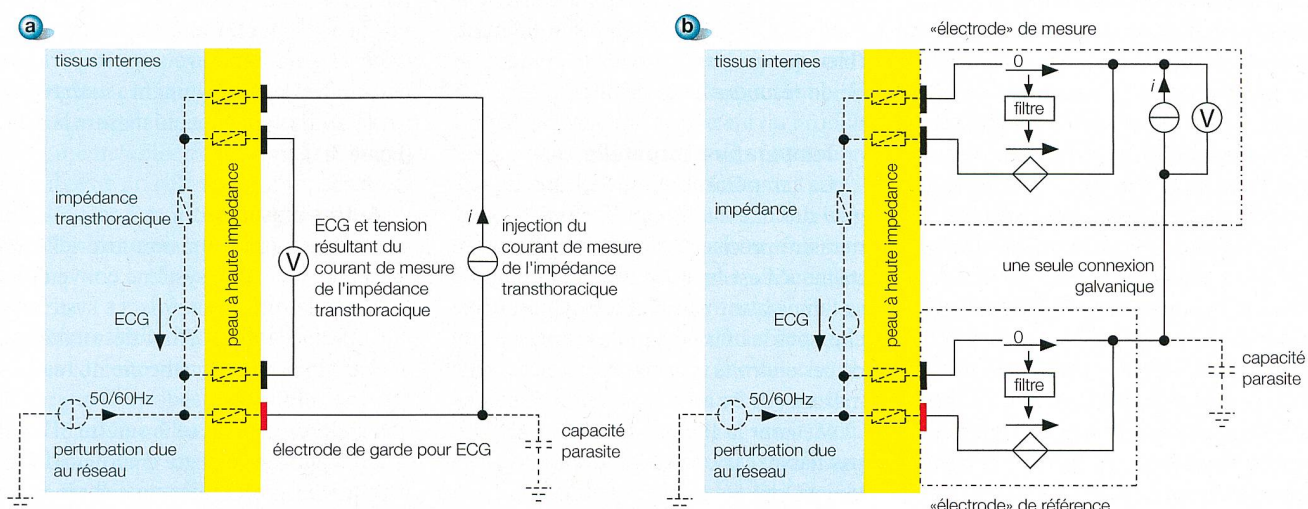 a
tissus internes
impédance
transthoracique
peau à haute impédance
ECG
V
ECG et tension
résultant du
courant de mesure
de l'impédance
transthoracique
i
injection du
courant de mesure
de l'impédance
transthoracique
50/60Hz
perturbation due
au réseau
électrode de garde pour ECG
capacité
parasite
b
«électrode» de mesure
tissus internes
0
filtre
i
V
impédance
peau à haute impédance
une seule connexion
galvanique
ECG
0
filtre
capacité
parasite
50/60Hz
perturbation due
au réseau
«électrode» de référence